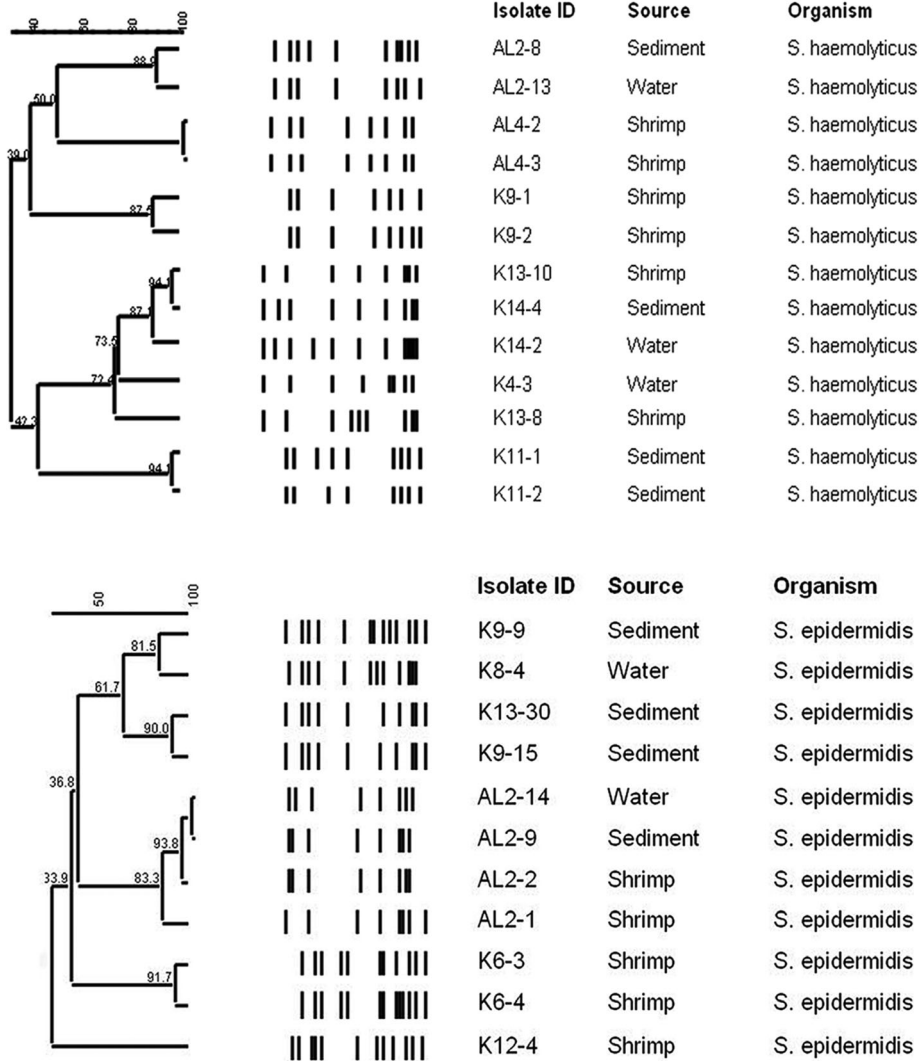 40 60 80 100 Isolate ID Source Organism
88.9 AL2-8 Sediment S. haemolyticus
AL2-13 Water S. haemolyticus
50.0 AL4-2 Shrimp S. haemolyticus
39.0 AL4-3 Shrimp S. haemolyticus
K9-1 Shrimp S. haemolyticus
87.5 K9-2 Shrimp S. haemolyticus
94.1 K13-10 Shrimp S. haemolyticus
87.1 K14-4 Sediment S. haemolyticus
73.5 K14-2 Water S. haemolyticus
72.4 K4-3 Water S. haemolyticus
42.3 K13-8 Shrimp S. haemolyticus
94.1 K11-1 Sediment S. haemolyticus
K11-2 Sediment S. haemolyticus
50 100 Isolate ID Source Organism
81.5 K9-9 Sediment S. epidermidis
61.7 K8-4 Water S. epidermidis
90.0 K13-30 Sediment S. epidermidis
K9-15 Sediment S. epidermidis
36.8 AL2-14 Water S. epidermidis
93.8 AL2-9 Sediment S. epidermidis
33.9 83.3 AL2-2 Shrimp S. epidermidis
AL2-1 Shrimp S. epidermidis
91.7 K6-3 Shrimp S. epidermidis
K6-4 Shrimp S. epidermidis
K12-4 Shrimp S. epidermidis